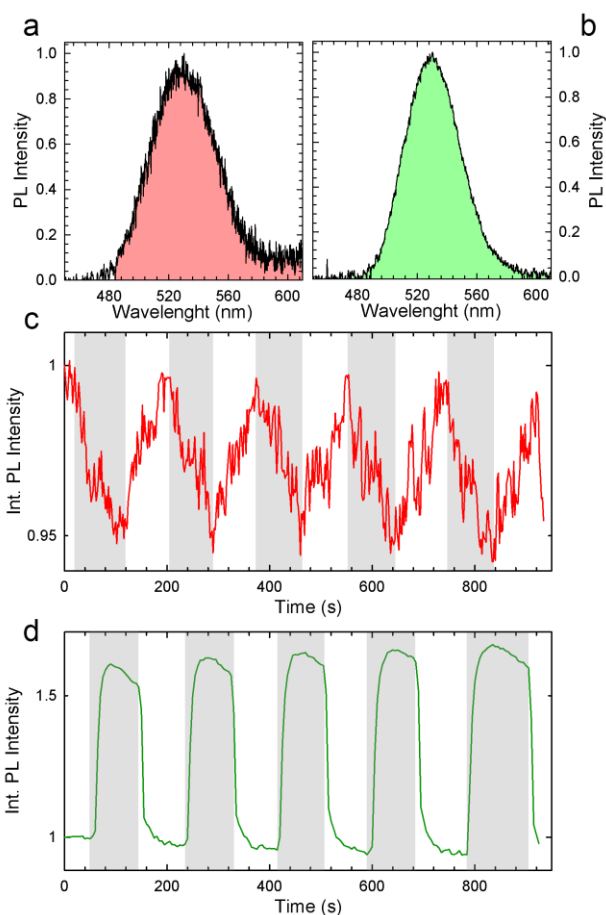 a
b
PL Intensity
1.0
0.8
0.6
0.4
0.2
0.0
480 520 560 600
Wavelenght (nm)
1.0
0.8
0.6
0.4
0.2
0.0
PL Intensity
480 520 560 600
Wavelenght (nm)
c
Int. PL Intensity
1
0.95
0 200 400 600 800
Time (s)
d
Int. PL Intensity
1.5
1
0 200 400 600 800
Time (s)